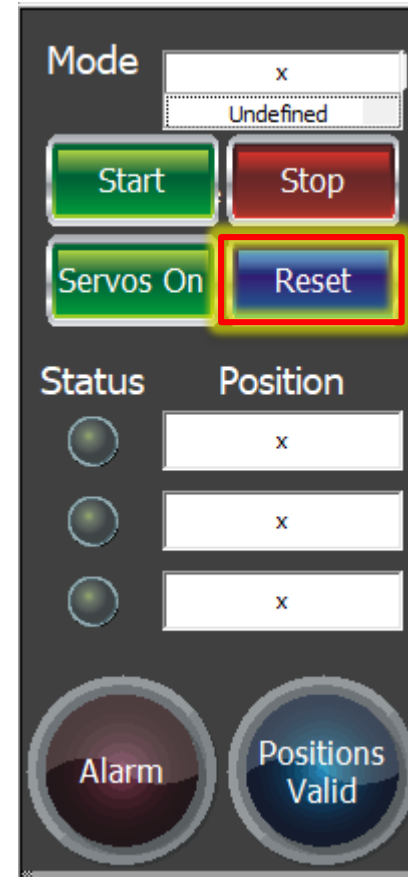 Mode
x
Undefined
Start
Stop
Servos On
Reset
Status
Position
x
x
x
Alarm
Positions
Valid